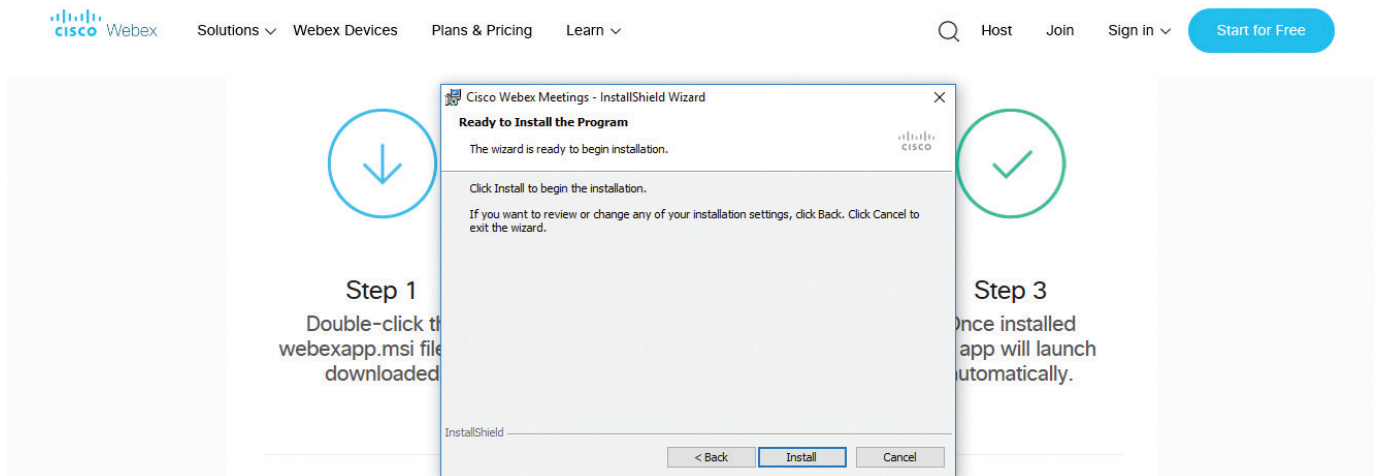 cisco Webex Solutions Webex Devices Plans & Pricing Learn Host Join Sign in Start for Free
Cisco Webex Meetings - InstallShield Wizard
Ready to Install the Program
The wizard is ready to begin installation.
cisco
Click Install to begin the installation.
If you want to review or change any of your installation settings, click Back. Click Cancel to
exit the wizard.
InstallShield
< Back Install Cancel
Step 1
Double-click
webexapp.msi
downloaded
Step 3
installed
app will launch
automatically.